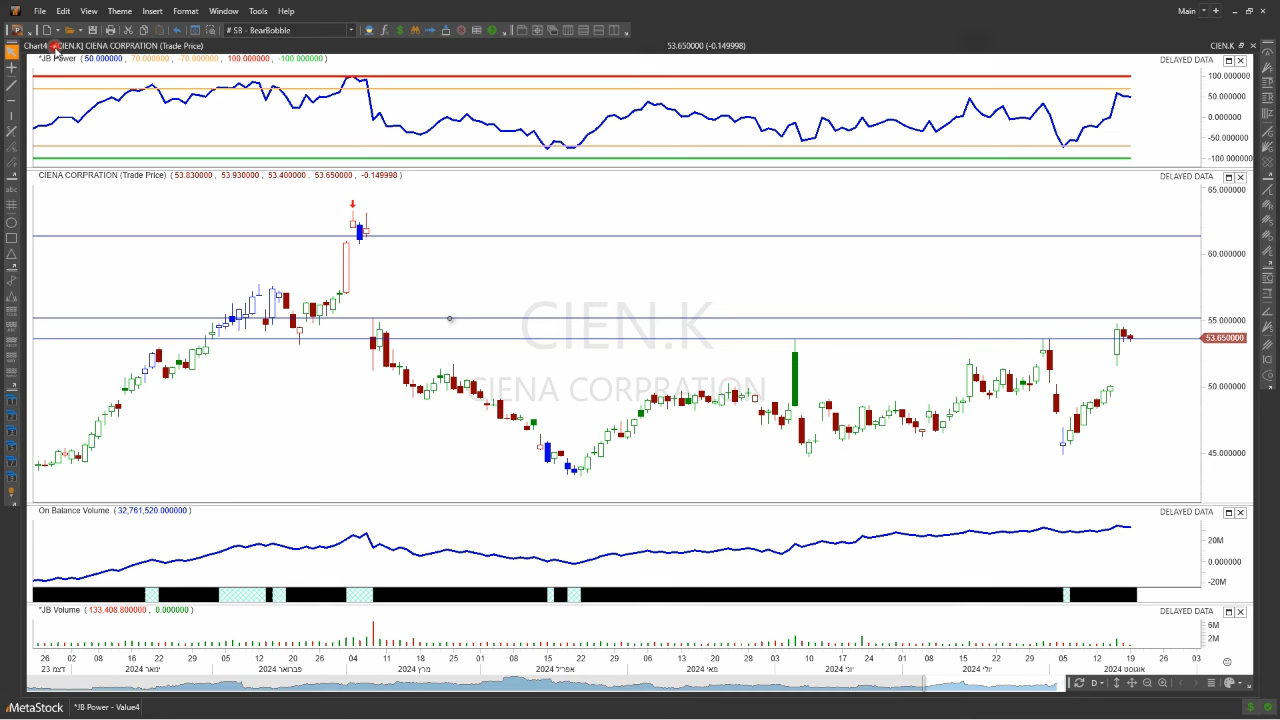 File Edit View Theme Insert Format Window Tools Help Main
# $B - BearBobble
CIEN.K] CIENA CORPRATION (Trade Price) 53.650000 (-0.149998) CIEN.K
*JB Power (50.000000, 70.000000, -70.000000, 100.000000, -100.000000) DELAYED DATA
100.000000
50.000000
0.000000
-50.000000
-100.000000
CIENA CORPRATION (Trade Price) (53.830000, 53.930000, 53.400000, 53.650000, -0.149998) DELAYED DATA
65.000000
60.000000
55.000000
53.650000
50.000000
45.000000
CIEN.K
CIENA CORPRATION
On Balance Volume (32,761,520.000000) DELAYED DATA
20M
0.000000
-20M
*JB Volume (133,408.800000, 0.000000) DELAYED DATA
6M
2M
26 02 08 16 22 29 05 12 20 26 04 11 18 25 01 08 15 22 29 06 13 20 28 03 10 17 24 01 08 15 22 29 05 12 19 26 03
דצמ 23 ינואר 2024 פברואר 2024 מרץ 2024 אפריל 2024 מאי 2024 יוני 2024 יולי 2024 אוגוסט 2024
D
MetaStock *JB Power - Value4